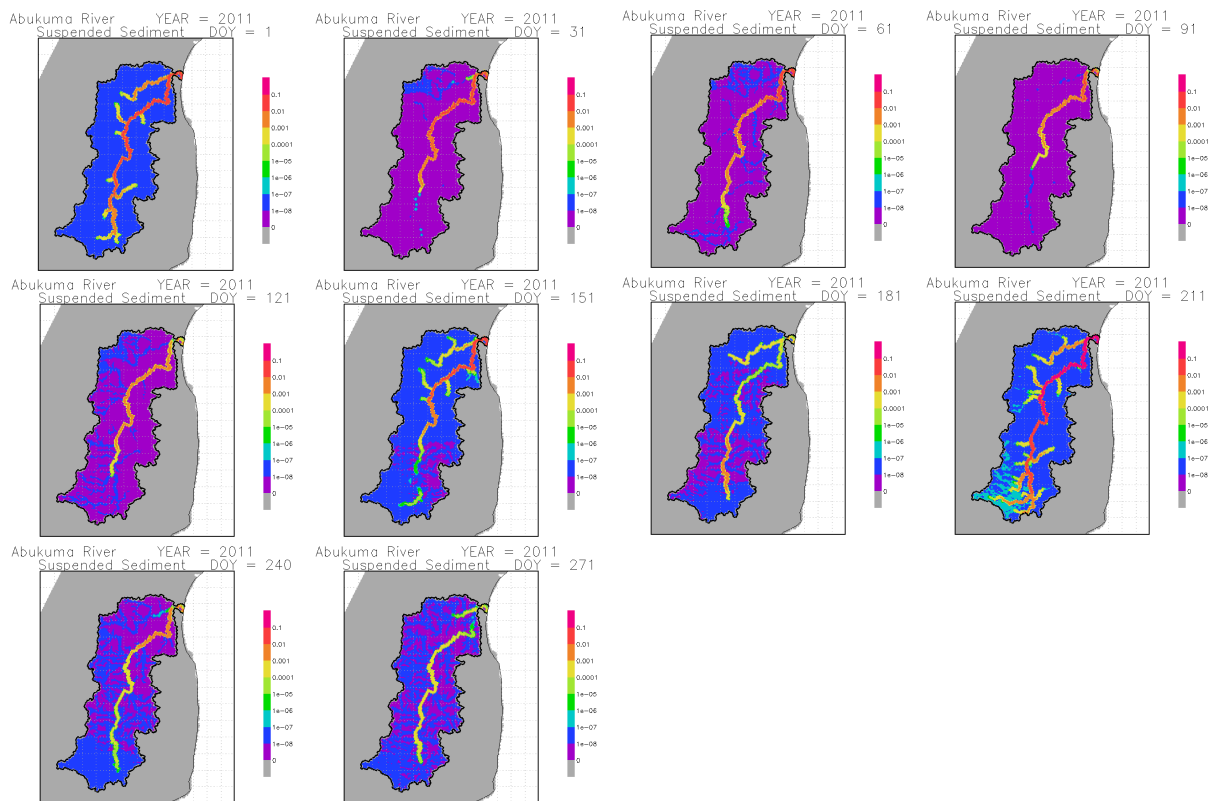 Abukuma River YEAR = 2011
Suspended Sediment DOY = 1
0.1
0.01
0.001
0.0001
1e-05
1e-06
1e-07
1e-08
0
Abukuma River YEAR = 2011
Suspended Sediment DOY = 31
0.1
0.01
0.001
0.0001
1e-05
1e-06
1e-07
1e-08
0
Abukuma River YEAR = 2011
Suspended Sediment DOY = 61
0.1
0.01
0.001
0.0001
1e-05
1e-06
1e-07
1e-08
0
Abukuma River YEAR = 2011
Suspended Sediment DOY = 91
0.1
0.01
0.001
0.0001
1e-05
1e-06
1e-07
1e-08
0
Abukuma River YEAR = 2011
Suspended Sediment DOY = 121
0.1
0.01
0.001
0.0001
1e-05
1e-06
1e-07
1e-08
0
Abukuma River YEAR = 2011
Suspended Sediment DOY = 151
0.1
0.01
0.001
0.0001
1e-05
1e-06
1e-07
1e-08
0
Abukuma River YEAR = 2011
Suspended Sediment DOY = 181
0.1
0.01
0.001
0.0001
1e-05
1e-06
1e-07
1e-08
0
Abukuma River YEAR = 2011
Suspended Sediment DOY = 211
0.1
0.01
0.001
0.0001
1e-05
1e-06
1e-07
1e-08
0
Abukuma River YEAR = 2011
Suspended Sediment DOY = 240
0.1
0.01
0.001
0.0001
1e-05
1e-06
1e-07
1e-08
0
Abukuma River YEAR = 2011
Suspended Sediment DOY = 271
0.1
0.01
0.001
0.0001
1e-05
1e-06
1e-07
1e-08
0